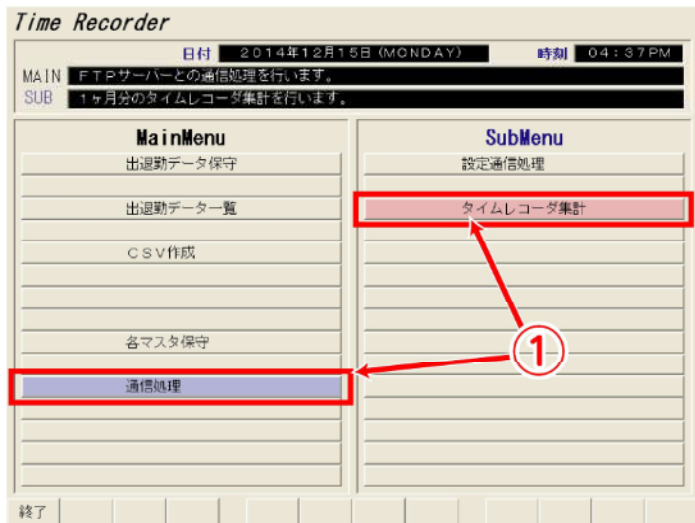 Time Recorder
日付 2014年12月15日(MONDAY) 時刻 04:37PM
MAIN FTPサーバーとの通信処理を行います。
SUB 1ヶ月分のタイムレコーダ集計を行います。
MainMenu
出退勤データ保守
出退勤データ一覧
CSV作成
各マスタ保守
通信処理
SubMenu
設定通信処理
タイムレコーダ集計
①
終了